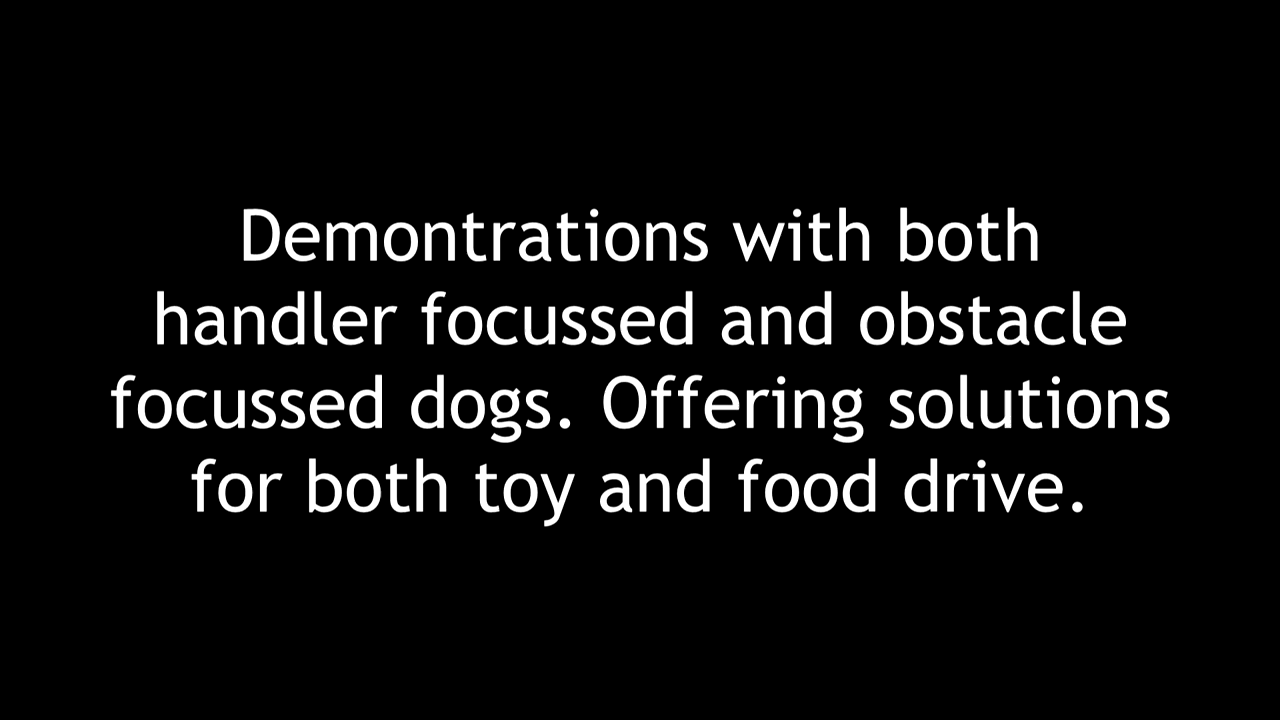 Demontrations with both
handler focussed and obstacle
focussed dogs. Offering solutions
for both toy and food drive.